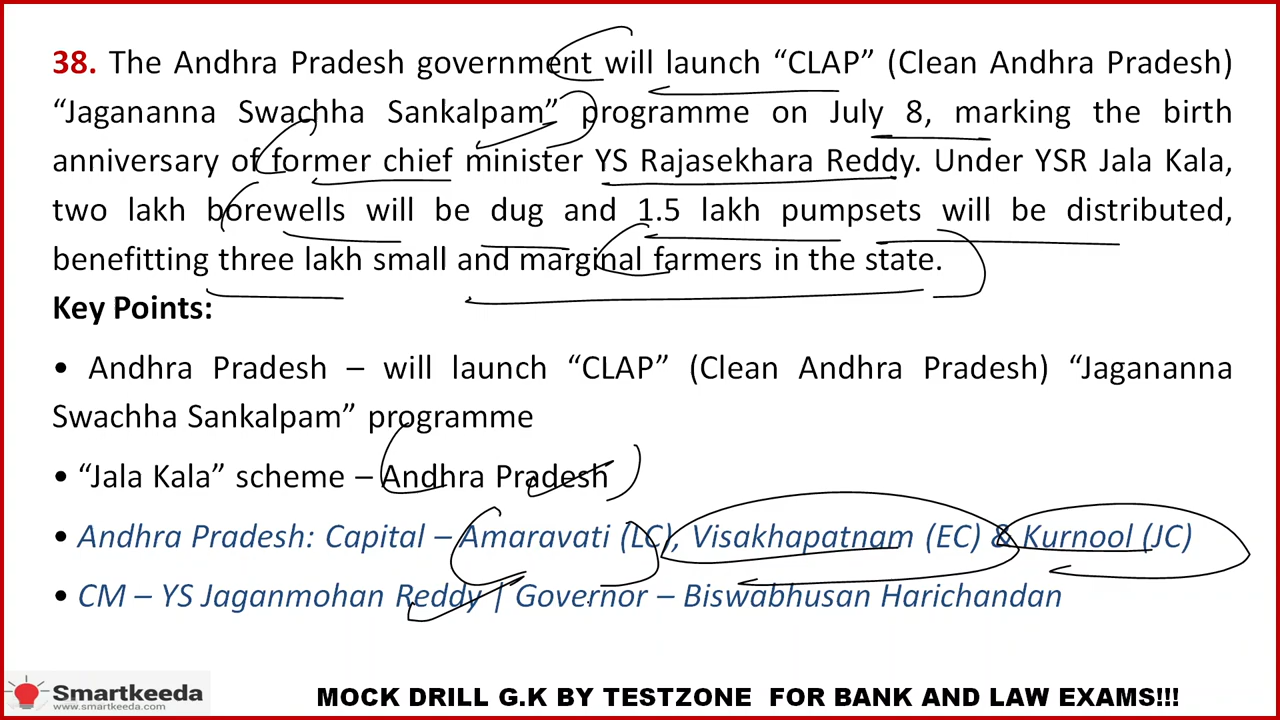 38. The Andhra Pradesh government will launch “CLAP” (Clean Andhra Pradesh)
“Jagananna Swachha Sankalpam” programme on July 8, marking the birth
anniversary of former chief minister YS Rajasekhara Reddy. Under YSR Jala Kala,
two lakh borewells will be dug and 1.5 lakh pumpsets will be distributed,
benefitting three lakh small and marginal farmers in the state.
Key Points:
• Andhra Pradesh – will launch “CLAP” (Clean Andhra Pradesh) “Jagananna
Swachha Sankalpam” programme
• “Jala Kala” scheme – Andhra Pradesh
• Andhra Pradesh: Capital – Amaravati (LC), Visakhapatnam (EC) & Kurnool (JC)
• CM – YS Jaganmohan Reddy | Governor – Biswabhusan Harichandan
Smartkeeda
www.smartkeeda.com
MOCK DRILL G.K BY TESTZONE FOR BANK AND LAW EXAMS!!!